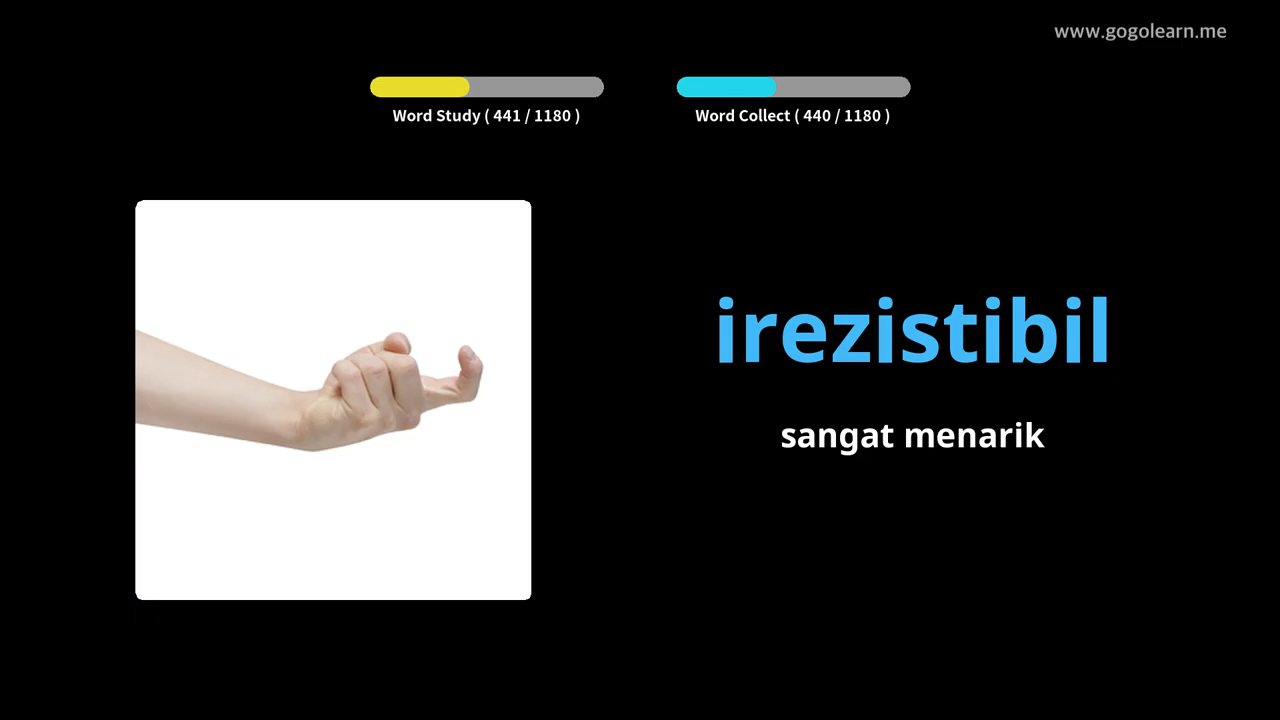 www.gogolearn.me
Word Study ( 441 / 1180 )
Word Collect ( 440 / 1180 )
irezistibil
sangat menarik